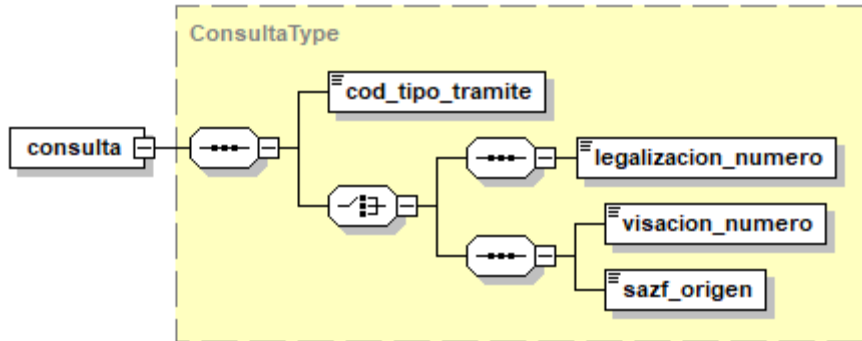 ConsultaType
consulta
cod_tipo_tramite
legalizacion_numero
visacion_numero
sazf_origen